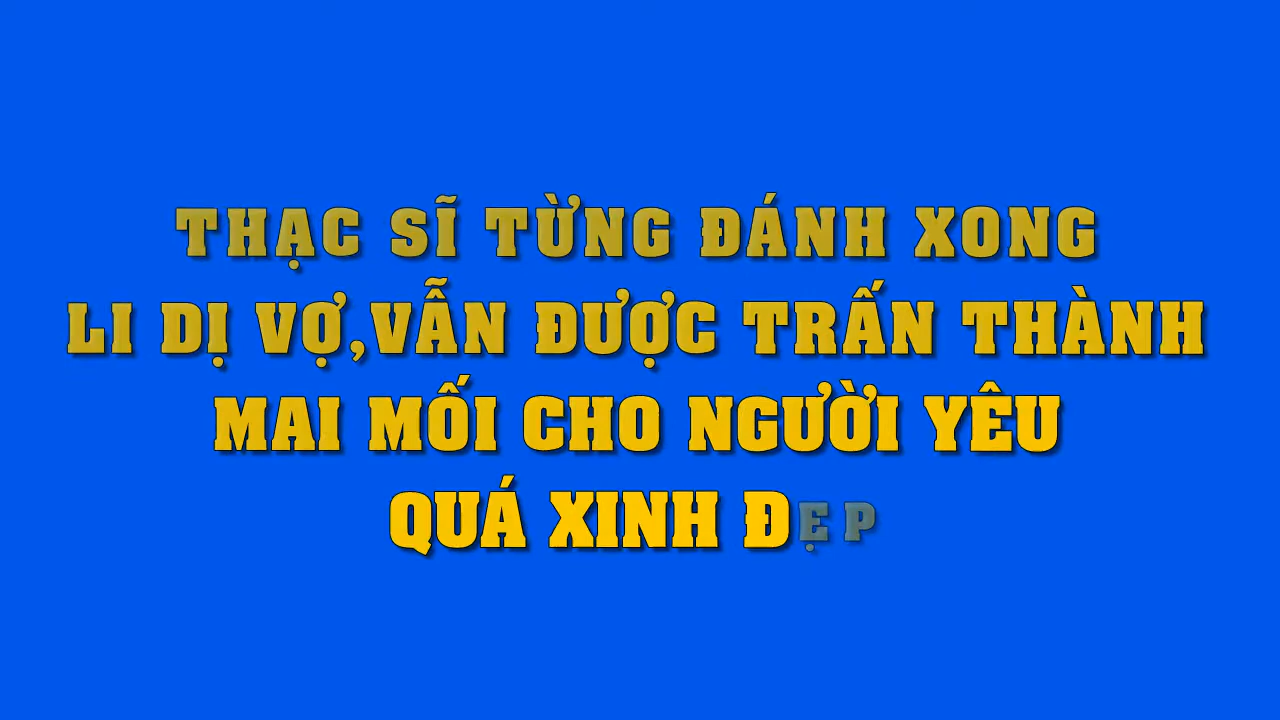 THẠC SĨ TỪNG ĐÁNH XONG
LI DỊ VỢ,VẪN ĐƯỢC TRẤN THÀNH
MAI MỐI CHO NGƯỜI YÊU
QUÁ XINH ĐẸP